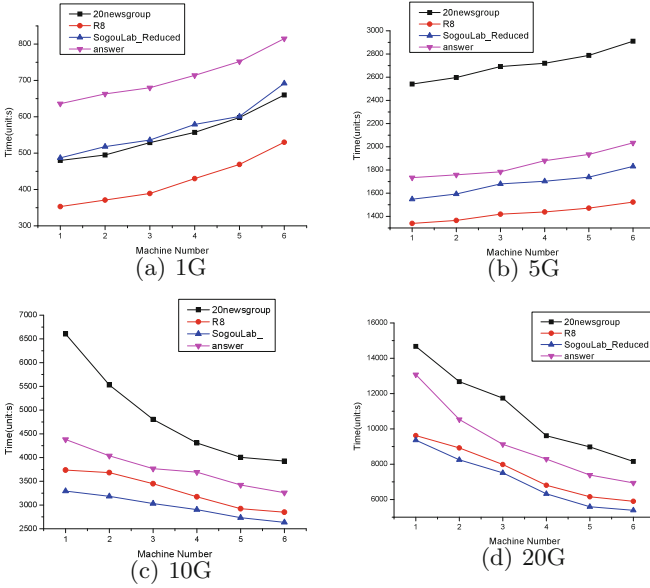 20newsgroup
R8
SogouLab_Reduced
answer
800
700
600
500
400
300
Time(unit:s)
1 2 3 4 5 6
Machine Number
(a) 1G
20newsgroup
R8
SogouLab_Reduced
answer
3000
2800
2600
2400
2200
2000
1800
1600
1400
Time(unit:s)
1 2 3 4 5 6
Machine Number
(b) 5G
20newsgroup
R8
SogouLab_
answer
7000
6500
6000
5500
5000
4500
4000
3500
3000
2500
Time(unit:s)
1 2 3 4 5 6
Machine Number
(c) 10G
20newsgroup
R8
SogouLab_Reduced
answer
16000
14000
12000
10000
8000
6000
Time(unit:s)
1 2 3 4 5 6
Machine Number
(d) 20G